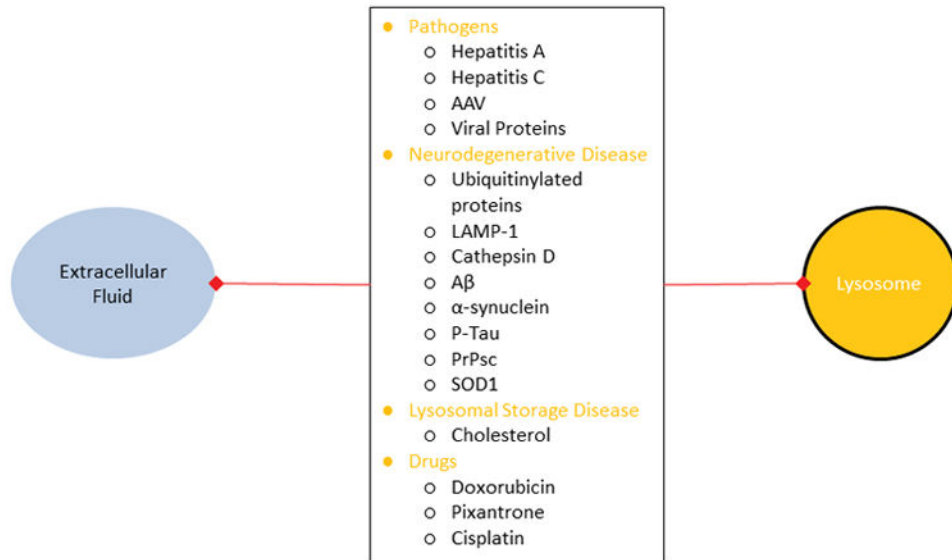 Pathogens
Hepatitis A
Hepatitis C
AAV
Viral Proteins
Neurodegenerative Disease
Ubiquitinylated
proteins
LAMP-1
Cathepsin D
Aβ
α-synuclein
P-Tau
PrPsc
SOD1
Lysosomal Storage Disease
Cholesterol
Drugs
Doxorubicin
Pixantrone
Cisplatin
Extracellular
Fluid
Lysosome